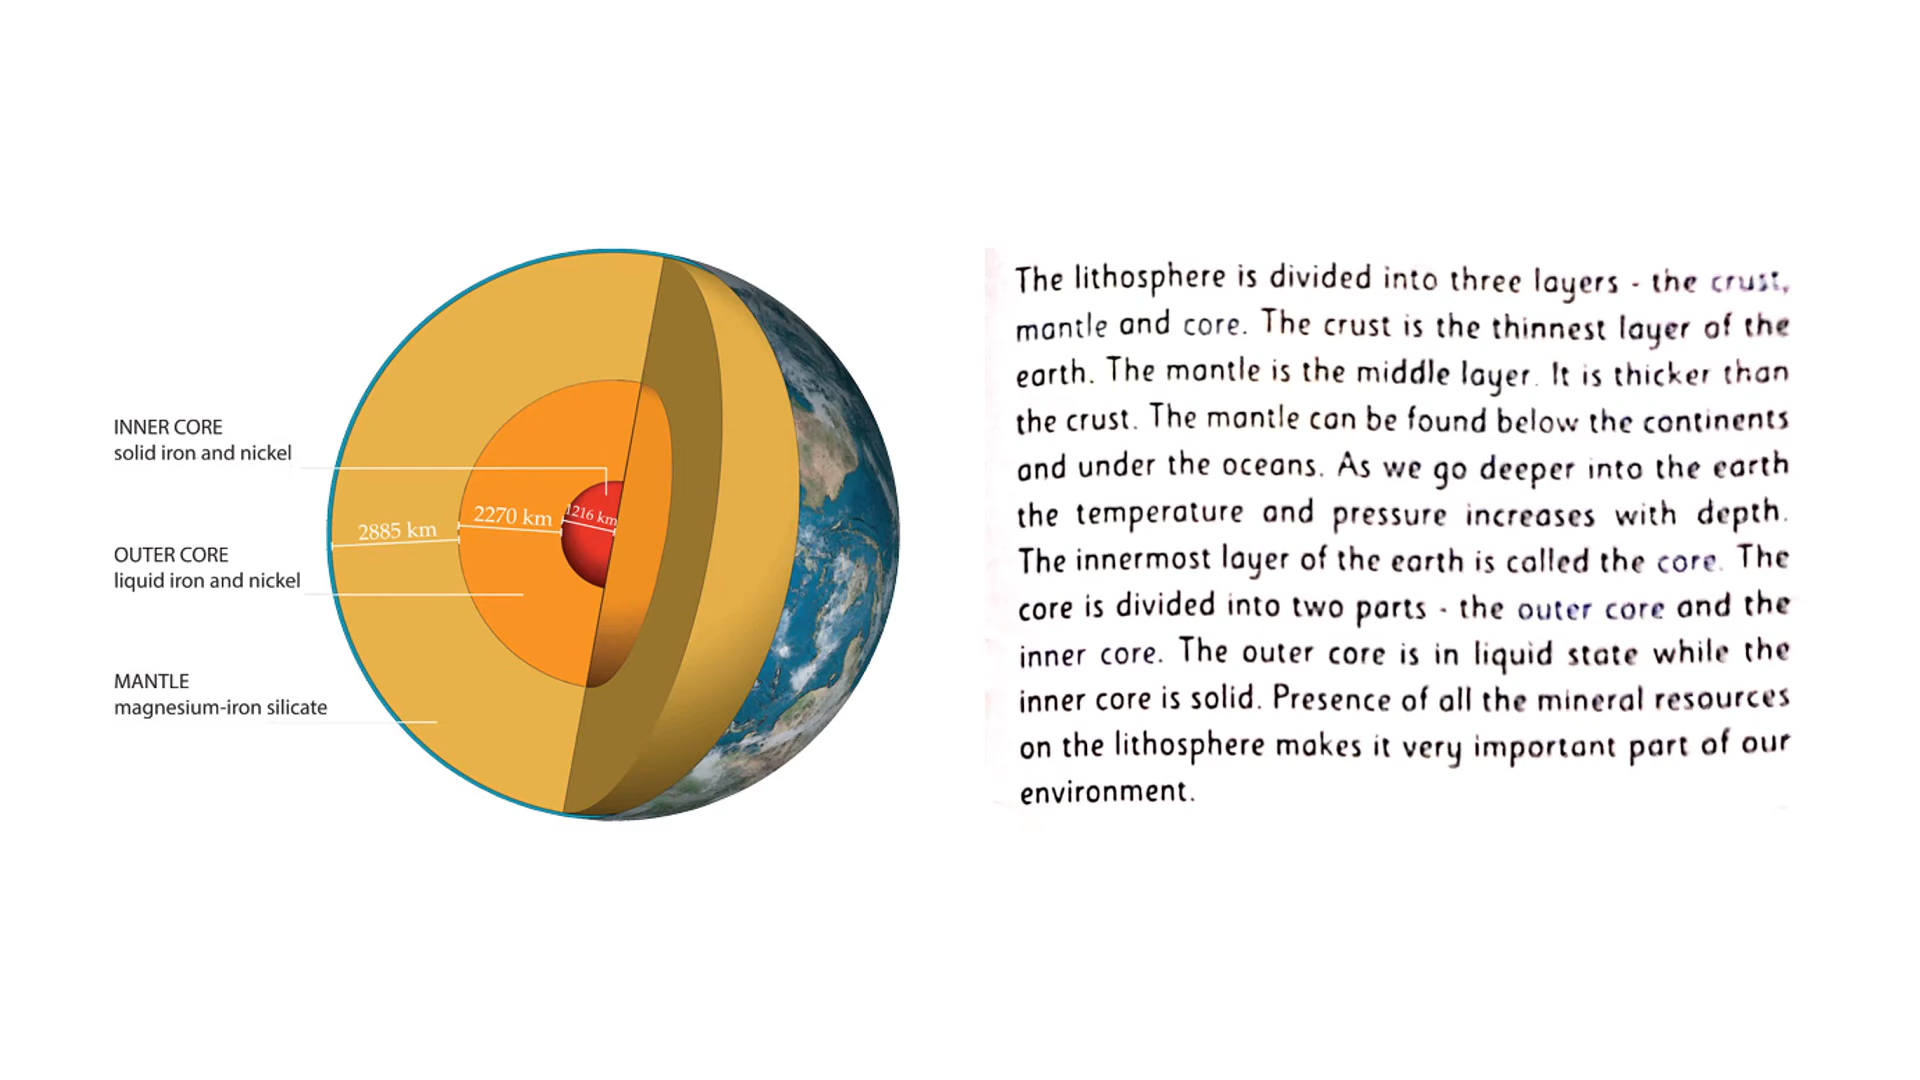 INNER CORE
solid iron and nickel
OUTER CORE
liquid iron and nickel
MANTLE
magnesium-iron silicate
2885 km
2270 km
1216 km
The lithosphere is divided into three layers - the crust,
mantle and core. The crust is the thinnest layer of the
earth. The mantle is the middle layer. It is thicker than
the crust. The mantle can be found below the continents
and under the oceans. As we go deeper into the earth
the temperature and pressure increases with depth.
The innermost layer of the earth is called the core. The
core is divided into two parts - the outer core and the
inner core. The outer core is in liquid state while the
inner core is solid. Presence of all the mineral resources
on the lithosphere makes it very important part of our
environment.